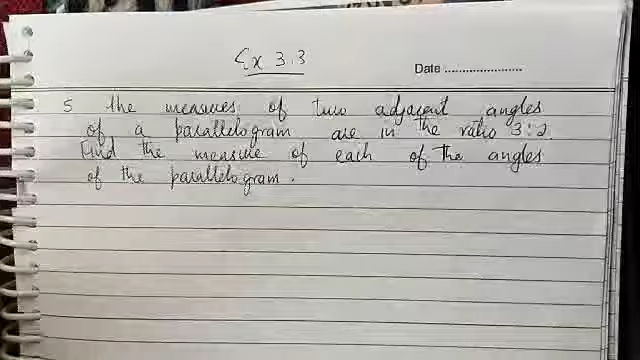 Ex 3.3
Date ........................
5 The measures of two adjacent angles
of a parallelogram are in the ratio 3:2.
Find the measure of each of the angles
of the parallelogram.